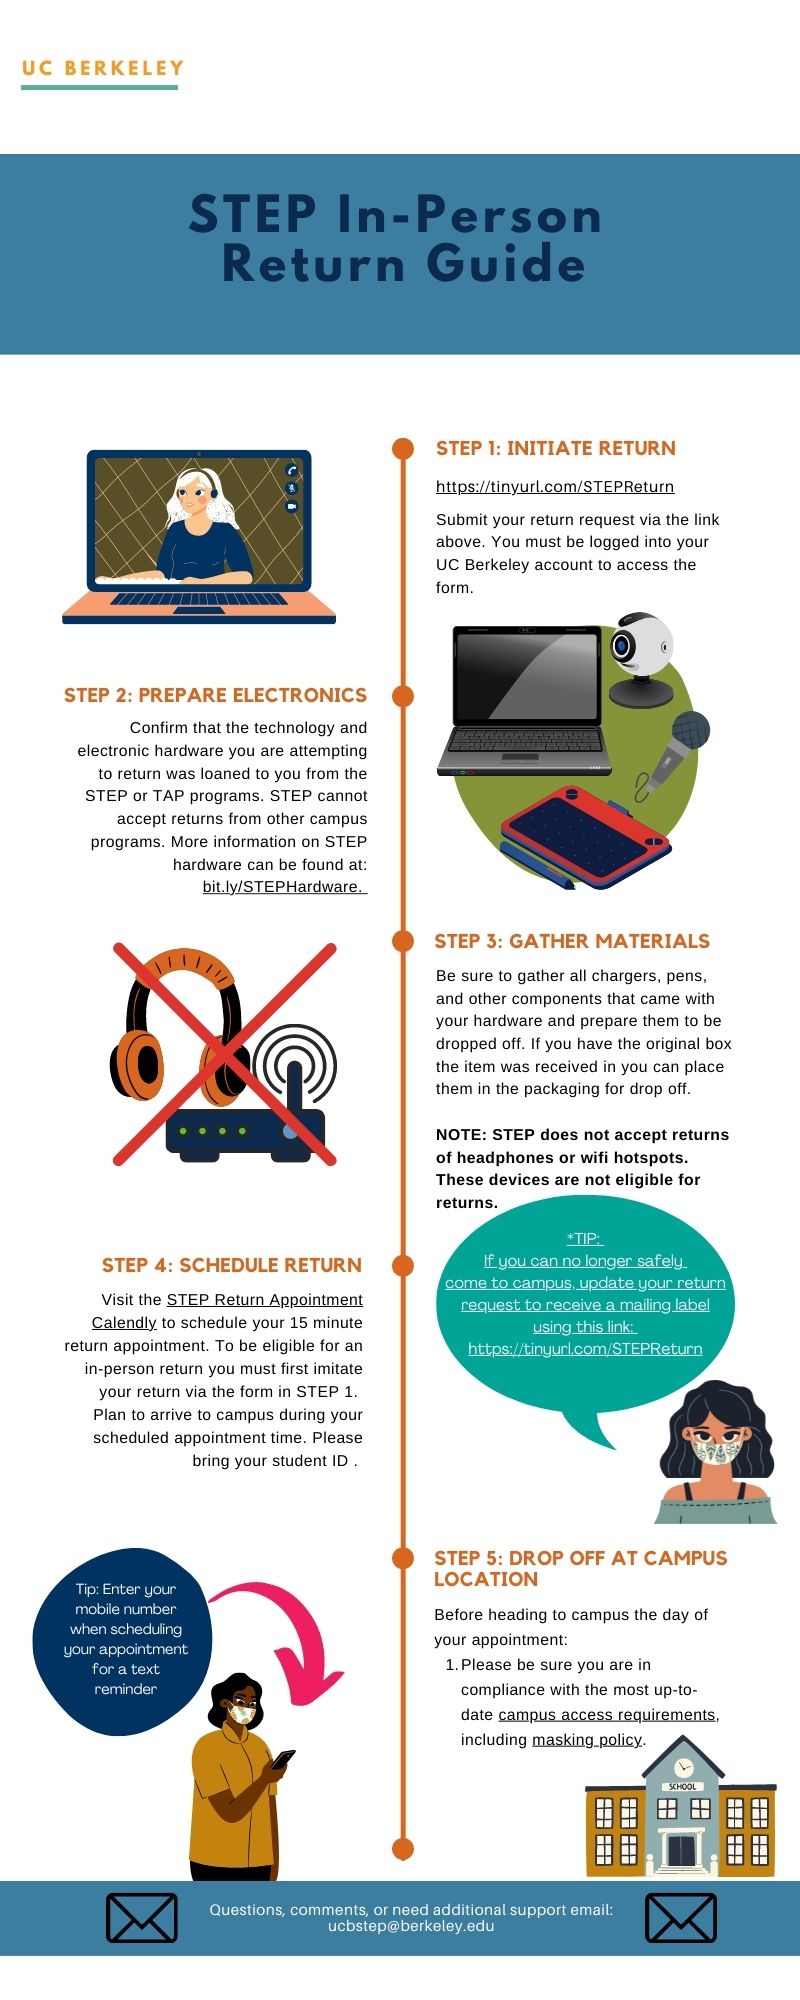 UC BERKELEY
STEP In-Person
Return Guide
STEP 1: INITIATE RETURN
https://tinyurl.com/STEPReturn
Submit your return request via the link
above. You must be logged into your
UC Berkeley account to access the
form.
STEP 2: PREPARE ELECTRONICS
Confirm that the technology and
electronic hardware you are attempting
to return was loaned to you from the
STEP or TAP programs. STEP cannot
accept returns from other campus
programs. More information on STEP
hardware can be found at:
bit.ly/STEPHardware.
STEP 3: GATHER MATERIALS
Be sure to gather all chargers, pens,
and other components that came with
your hardware and prepare them to be
dropped off. If you have the original box
the item was received in you can place
them in the packaging for drop off.
NOTE: STEP does not accept returns
of headphones or wifi hotspots.
These devices are not eligible for
returns.
*TIP:
If you can no longer safely
come to campus, update your return
request to receive a mailing label
using this link:
https://tinyurl.com/STEPReturn
STEP 4: SCHEDULE RETURN
Visit the STEP Return Appointment
Calendly to schedule your 15 minute
return appointment. To be eligible for an
in-person return you must first imitate
your return via the form in STEP 1.
Plan to arrive to campus during your
scheduled appointment time. Please
bring your student ID .
Tip: Enter your
mobile number
when scheduling
your appointment
for a text
reminder
STEP 5: DROP OFF AT CAMPUS
LOCATION
Before heading to campus the day of
your appointment:
1. Please be sure you are in
compliance with the most up-to-
date campus access requirements,
including masking policy.
SCHOOL
Questions, comments, or need additional support email:
ucbstep@berkeley.edu